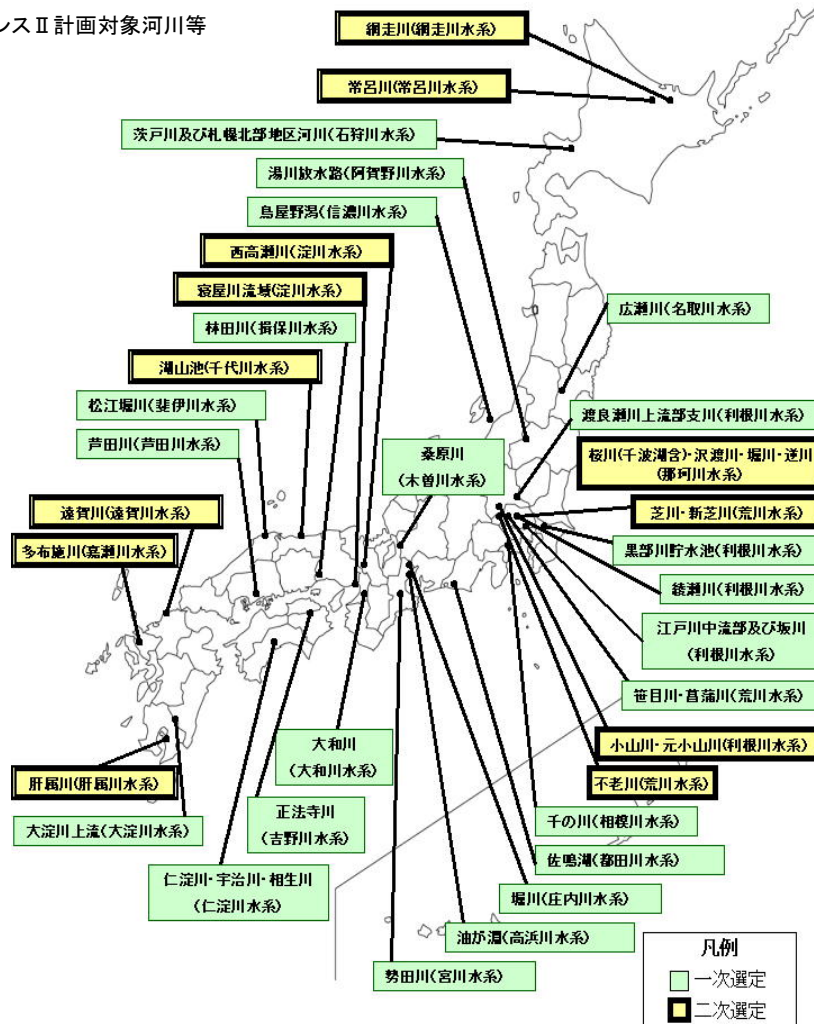 ンスⅡ計画対象河川等
網走川(網走川水系)
常呂川(常呂川水系)
茨戸川及び札幌北部地区河川(石狩川水系)
湯川放水路(阿賀野川水系)
鳥屋野潟(信濃川水系)
西高瀬川(淀川水系)
寝屋川流域(淀川水系)
林田川(揖保川水系)
湖山池(千代川水系)
松江堀川(斐伊川水系)
芦田川(芦田川水系)
遠賀川(遠賀川水系)
多布施川(嘉瀬川水系)
桑原川
(木曽川水系)
広瀬川(名取川水系)
渡良瀬川上流部支川(利根川水系)
桜川(千波湖含)・沢渡川・堀川・逆川
(那珂川水系)
芝川・新芝川(荒川水系)
黒部川貯水池(利根川水系)
綾瀬川(利根川水系)
江戸川中流部及び坂川
(利根川水系)
笹目川・菖蒲川(荒川水系)
小山川・元小山川(利根川水系)
不老川(荒川水系)
千の川(相模川水系)
佐鳴湖(都田川水系)
堀川(庄内川水系)
油が淵(高浜川水系)
勢田川(宮川水系)
大和川
(大和川水系)
正法寺川
(吉野川水系)
仁淀川・宇治川・相生川
(仁淀川水系)
肝属川(肝属川水系)
大淀川上流(大淀川水系)
凡例
一次選定
二次選定